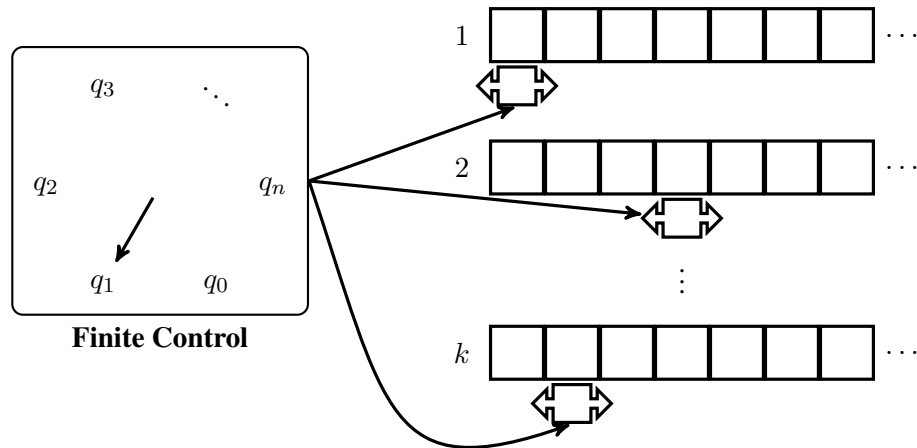 1 ⋯
q₃ ⋱
2 ⋯
q₂ qₙ
q₁ q₀
⋮
Finite Control
k ⋯